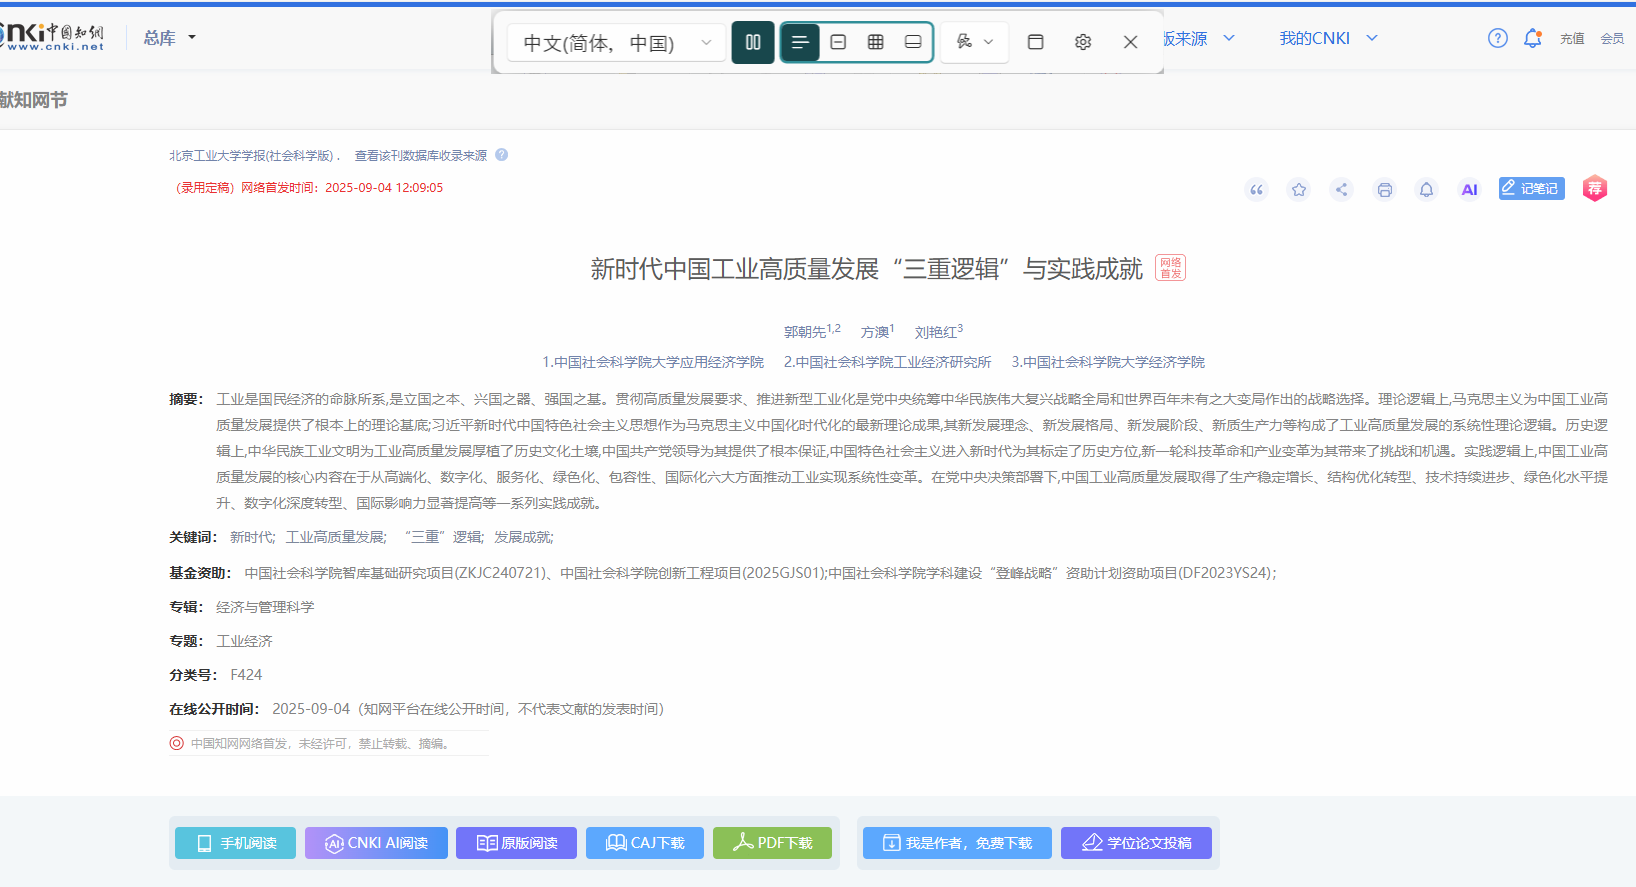 cnki中国知网
www.cnki.net
总库
中文(简体，中国)
版来源
我的CNKI
充值
会员
献知网节
北京工业大学学报(社会科学版)． 查看该刊数据库收录来源
（录用定稿）网络首发时间：2025-09-04 12:09:05
AI
记笔记
荐
新时代中国工业高质量发展“三重逻辑”与实践成就
网络
首发
郭朝先1,2 方澳1 刘艳红3
1.中国社会科学院大学应用经济学院 2.中国社会科学院工业经济研究所 3.中国社会科学院大学经济学院
摘要： 工业是国民经济的命脉所系,是立国之本、兴国之器、强国之基。贯彻高质量发展要求、推进新型工业化是党中央统筹中华民族伟大复兴战略全局和世界百年未有之大变局作出的战略选择。理论逻辑上,马克思主义为中国工业高
质量发展提供了根本上的理论基底;习近平新时代中国特色社会主义思想作为马克思主义中国化时代化的最新理论成果,其新发展理念、新发展格局、新发展阶段、新质生产力等构成了工业高质量发展的系统性理论逻辑。历史逻
辑上,中华民族工业文明为工业高质量发展厚植了历史文化土壤,中国共产党领导为其提供了根本保证,中国特色社会主义进入新时代为其标定了历史方位,新一轮科技革命和产业变革为其带来了挑战和机遇。实践逻辑上,中国工业高
质量发展的核心内容在于从高端化、数字化、服务化、绿色化、包容性、国际化六大方面推动工业实现系统性变革。在党中央决策部署下,中国工业高质量发展取得了生产稳定增长、结构优化转型、技术持续进步、绿色化水平提
升、数字化深度转型、国际影响力显著提高等一系列实践成就。
关键词： 新时代; 工业高质量发展; “三重”逻辑; 发展成就;
基金资助： 中国社会科学院智库基础研究项目(ZKJC240721)、中国社会科学院创新工程项目(2025GJS01);中国社会科学院学科建设“登峰战略”资助计划资助项目(DF2023YS24);
专辑： 经济与管理科学
专题： 工业经济
分类号： F424
在线公开时间： 2025-09-04（知网平台在线公开时间，不代表文献的发表时间）
中国知网网络首发，未经许可，禁止转载、摘编。
手机阅读
AI CNKI AI阅读
原版阅读
CAJ下载
PDF下载
我是作者，免费下载
学位论文投稿